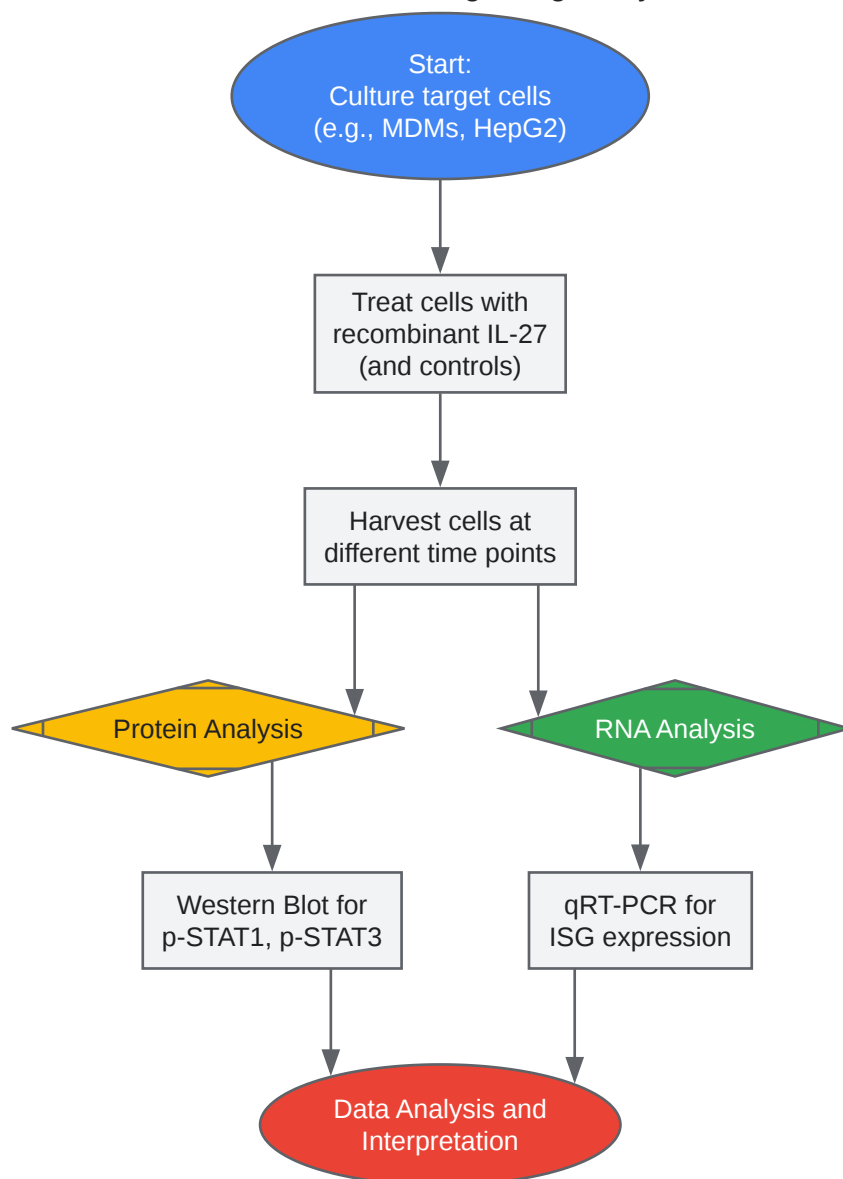 Start:
Culture target cells
(e.g., MDMs, HepG2)
Treat cells with
recombinant IL-27
(and controls)
Harvest cells at
different time points
Protein Analysis
RNA Analysis
Western Blot for
p-STAT1, p-STAT3
qRT-PCR for
ISG expression
Data Analysis and
Interpretation